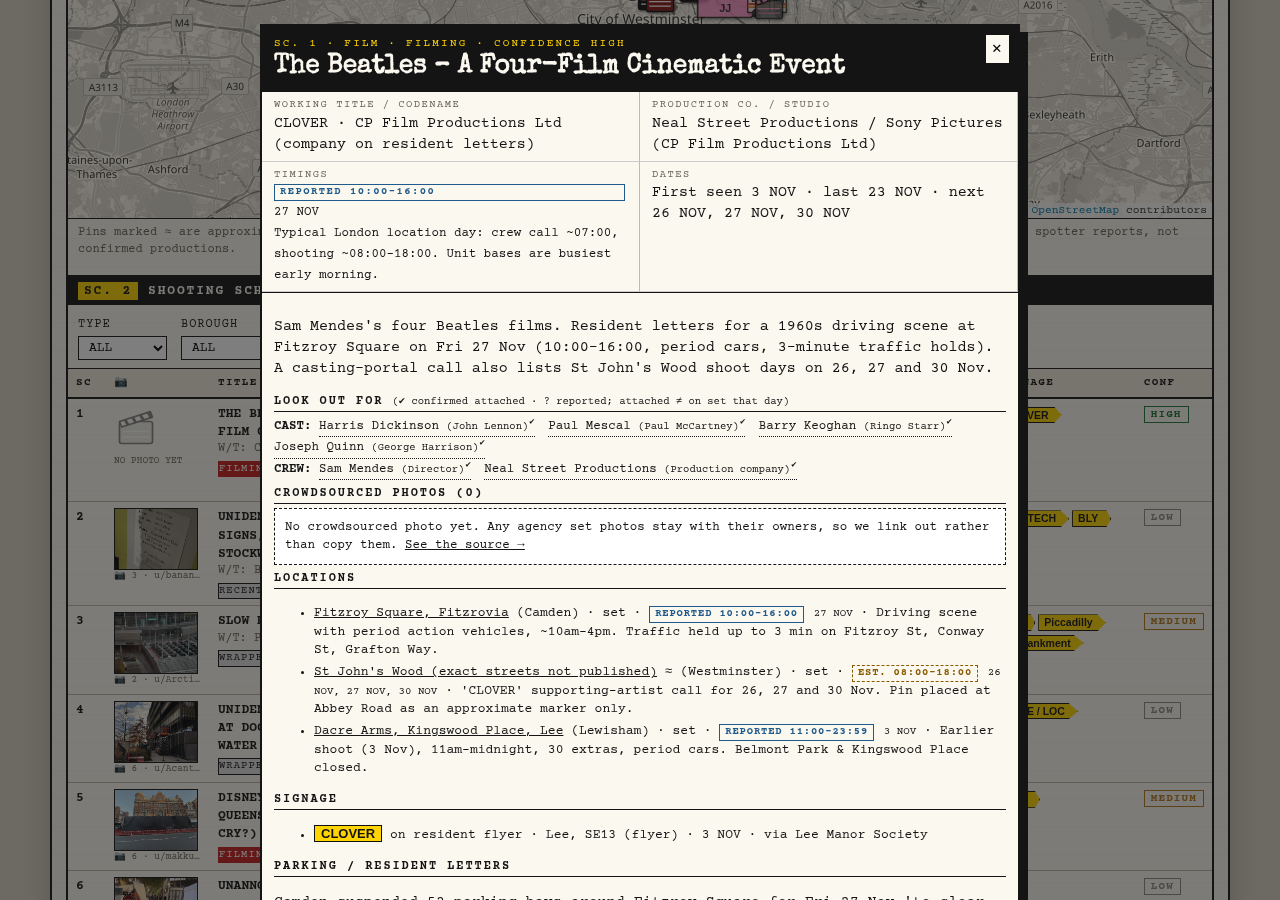 City of Westminster
M4
JJ
A2016
A3113
A30
London
Heathrow
Airport
Erith
Ashford
Thames
Dartford
OpenStreetMap contributors
SC. 1 · FILM · FILMING · CONFIDENCE HIGH
The Beatles – A Four-Film Cinematic Event
×
WORKING TITLE / CODENAME
CLOVER · CP Film Productions Ltd
(company on resident letters)
PRODUCTION CO. / STUDIO
Neal Street Productions / Sony Pictures
(CP Film Productions Ltd)
TIMINGS
REPORTED 10:00–16:00
27 NOV
Typical London location day: crew call ~07:00,
shooting ~08:00–18:00. Unit bases are busiest
early morning.
DATES
First seen 3 NOV · last 23 NOV · next
26 NOV, 27 NOV, 30 NOV
Sam Mendes's four Beatles films. Resident letters for a 1960s driving scene at
Fitzroy Square on Fri 27 Nov (10:00–16:00, period cars, 3-minute traffic holds).
A casting-portal call also lists St John's Wood shoot days on 26, 27 and 30 Nov.
LOOK OUT FOR (✔ confirmed attached · ? reported; attached ≠ on set that day)
CAST: Harris Dickinson (John Lennon)✔ Paul Mescal (Paul McCartney)✔ Barry Keoghan (Ringo Starr)✔
Joseph Quinn (George Harrison)✔
CREW: Sam Mendes (Director)✔ Neal Street Productions (Production company)✔
CROWDSOURCED PHOTOS (0)
No crowdsourced photo yet. Any agency set photos stay with their owners, so we link out rather
than copy them. See the source →
LOCATIONS
• Fitzroy Square, Fitzrovia (Camden) · set · REPORTED 10:00–16:00 27 NOV · Driving scene
with period action vehicles, ~10am–4pm. Traffic held up to 3 min on Fitzroy St, Conway
St, Grafton Way.
• St John's Wood (exact streets not published) ≈ (Westminster) · set · EST. 08:00–18:00 26
NOV, 27 NOV, 30 NOV · 'CLOVER' supporting-artist call for 26, 27 and 30 Nov. Pin placed at
Abbey Road as an approximate marker only.
• Dacre Arms, Kingswood Place, Lee (Lewisham) · set · REPORTED 11:00–23:59 3 NOV · Earlier
shoot (3 Nov), 11am–midnight, 30 extras, period cars. Belmont Park & Kingswood Place
closed.
SIGNAGE
• CLOVER on resident flyer · Lee, SE13 (flyer) · 3 NOV · via Lee Manor Society
PARKING / RESIDENT LETTERS
Pins marked ≈ are
spotter reports, not
confirmed productions.
SC. 2 SHOOTING
TYPE
BOROUGH
ALL
ALL
SC
TITLE
CONF
1
NO PHOTO YET
W/T:
HIGH
2
3 · u/banan…
W/T:
TECH
BLY
LOW
3
2 · u/Arcti…
SLOW
W/T:
Piccadilly
MEDIUM
4
6 · u/Acant…
AT
WATER
/ LOC
LOW
5
6 · u/makku…
CRY?)
MEDIUM
6
LOW